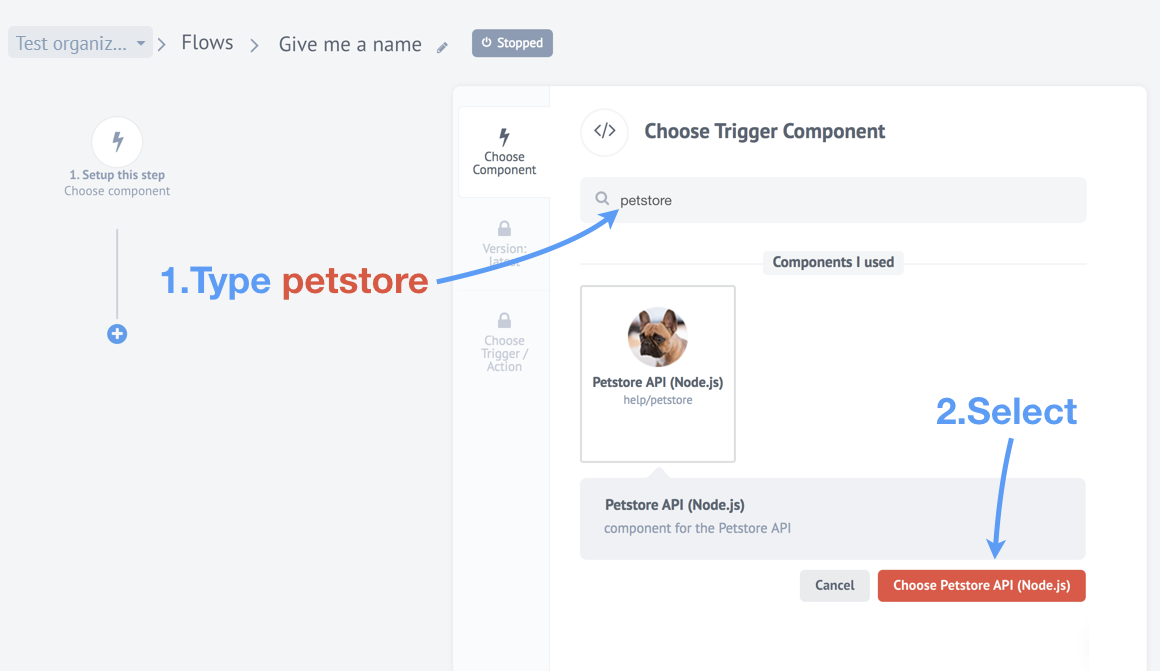 Test organiz...
Flows
Give me a name
Stopped
1. Setup this step
Choose component
Choose
Component
Version:
latest
Choose
Trigger /
Action
</> Choose Trigger Component
petstore
1.Type petstore
Components I used
Petstore API (Node.js)
help/petstore
2.Select
Petstore API (Node.js)
component for the Petstore API
Cancel
Choose Petstore API (Node.js)